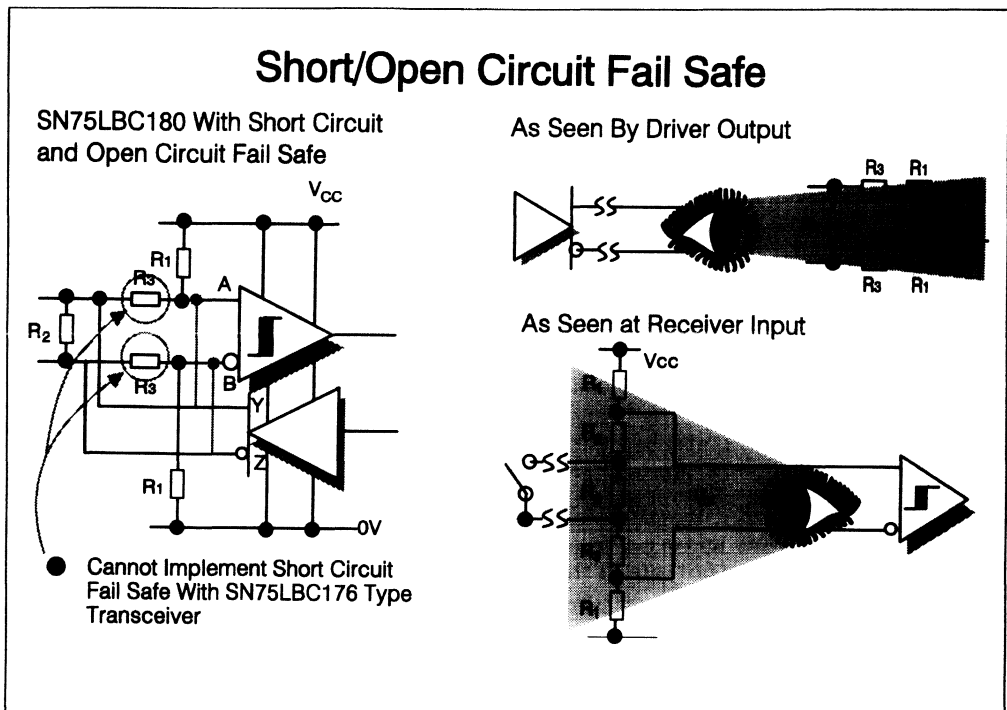 Short/Open Circuit Fail Safe
SN75LBC180 With Short Circuit
and Open Circuit Fail Safe
VCC
R1
R3
A
R2
B
R3
Y
Z
R1
0V
Cannot Implement Short Circuit
Fail Safe With SN75LBC176 Type
Transceiver
As Seen By Driver Output
R3 R1
R3 R1
As Seen at Receiver Input
Vcc
R1